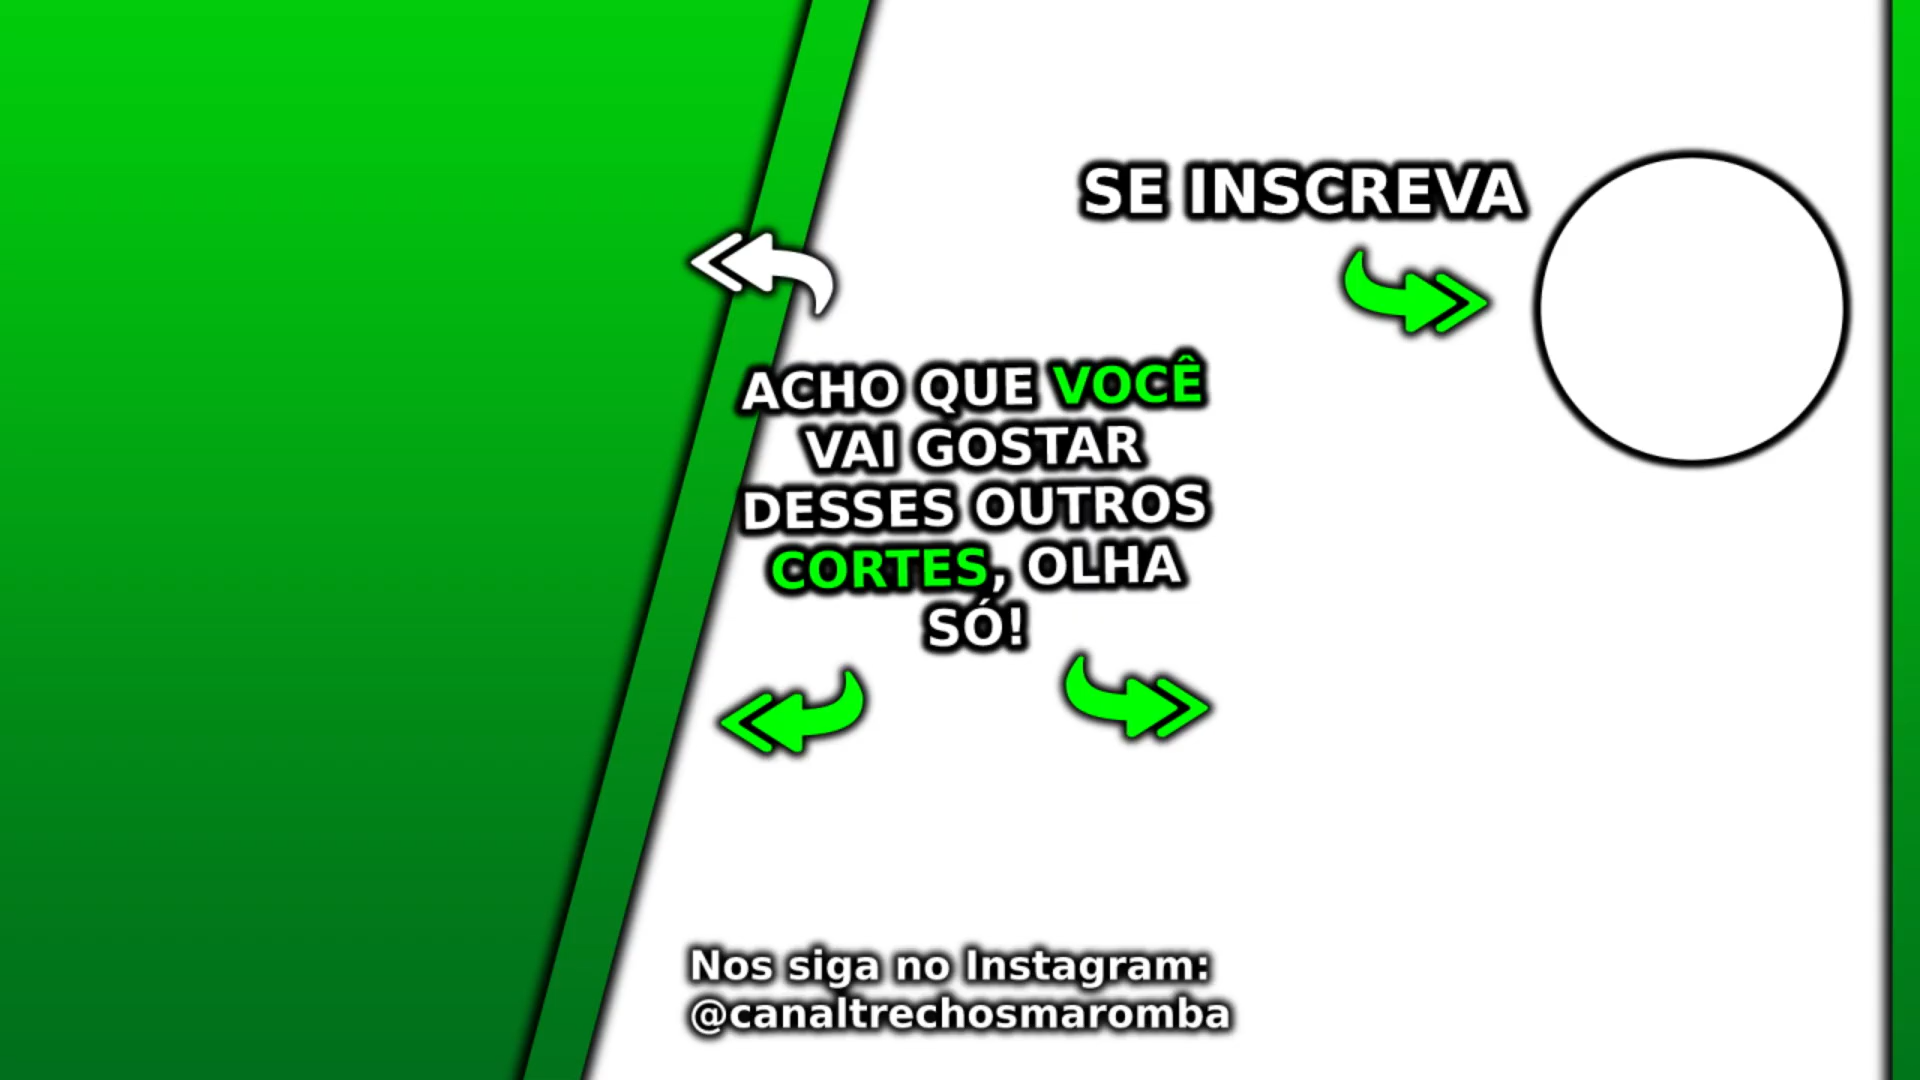 SE INSCREVA
ACHO QUE VOCÊ
VAI GOSTAR
DESSES OUTROS
CORTES, OLHA
SÓ!
Nos siga no Instagram:
@canaltrechosmaromba